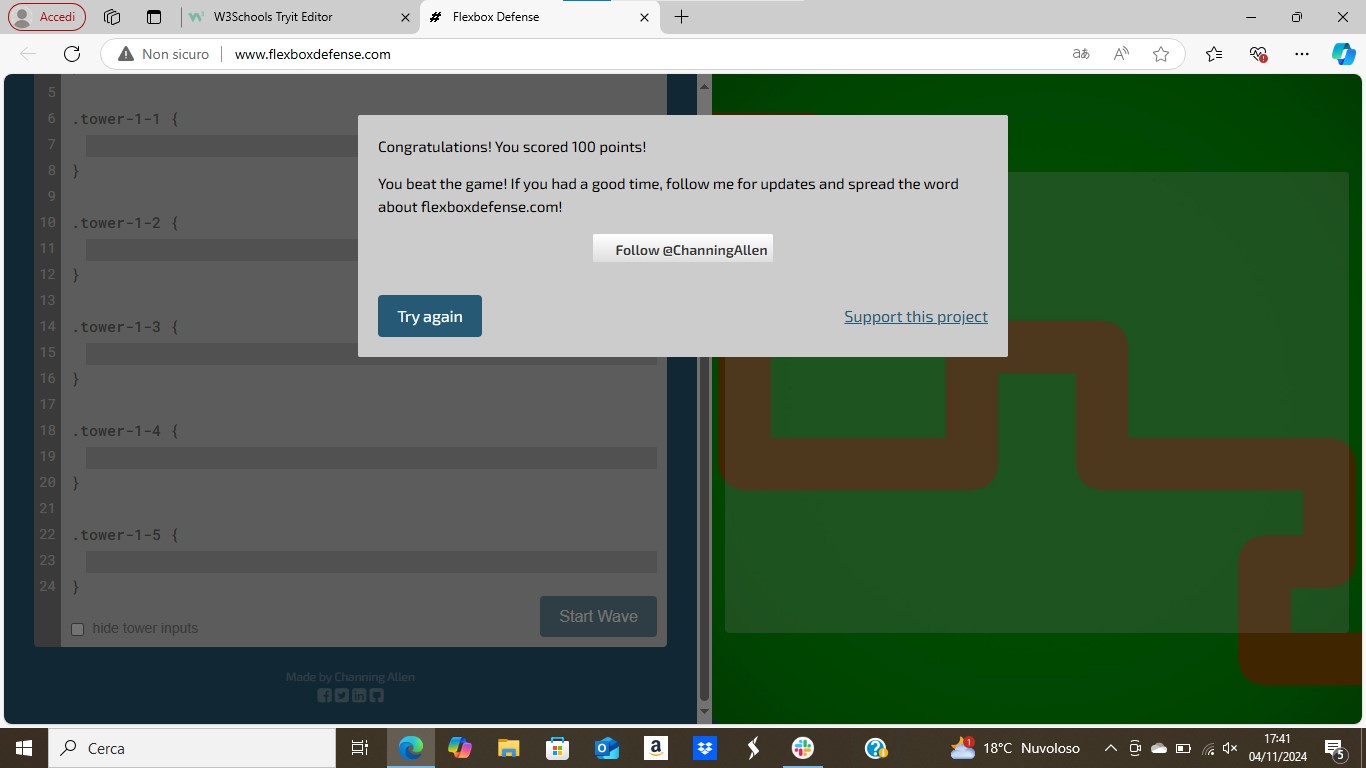 Accedi
W3Schools Tryit Editor
Flexbox Defense
Non sicuro
www.flexboxdefense.com
5
6 .tower-1-1 {
7
8 }
9
10 .tower-1-2 {
11
12 }
13
14 .tower-1-3 {
15
16 }
17
18 .tower-1-4 {
19
20 }
21
22 .tower-1-5 {
23
24 }
hide tower inputs
Start Wave
Made by Channing Allen
Congratulations! You scored 100 points!
You beat the game! If you had a good time, follow me for updates and spread the word
about flexboxdefense.com!
Follow @ChanningAllen
Try again
Support this project
Cerca
1
18°C Nuvoloso
17:41
04/11/2024
5